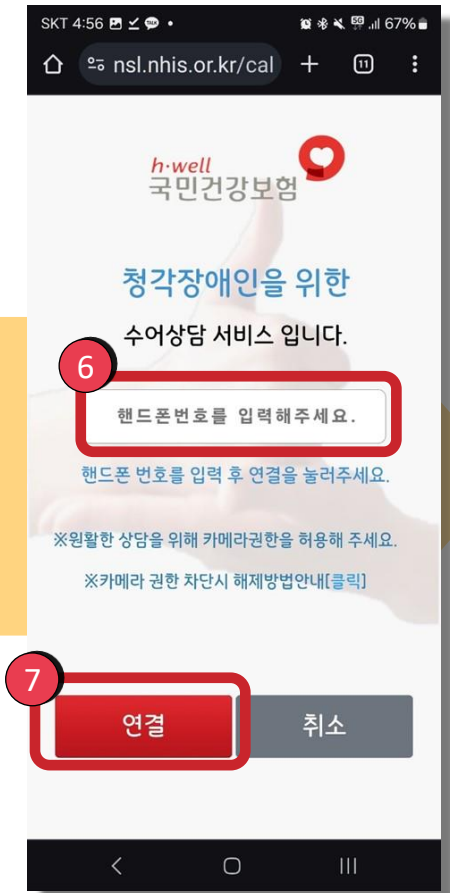 SKT 4:56
67%
nsl.nhis.or.kr/cal
11
h·well
국민건강보험
청각장애인을 위한
수어상담 서비스 입니다.
6
핸드폰번호를 입력해주세요.
핸드폰 번호를 입력 후 연결을 눌러주세요.
※원활한 상담을 위해 카메라권한을 허용해 주세요.
※카메라 권한 차단시 해제방법안내[클릭]
7
연결
취소